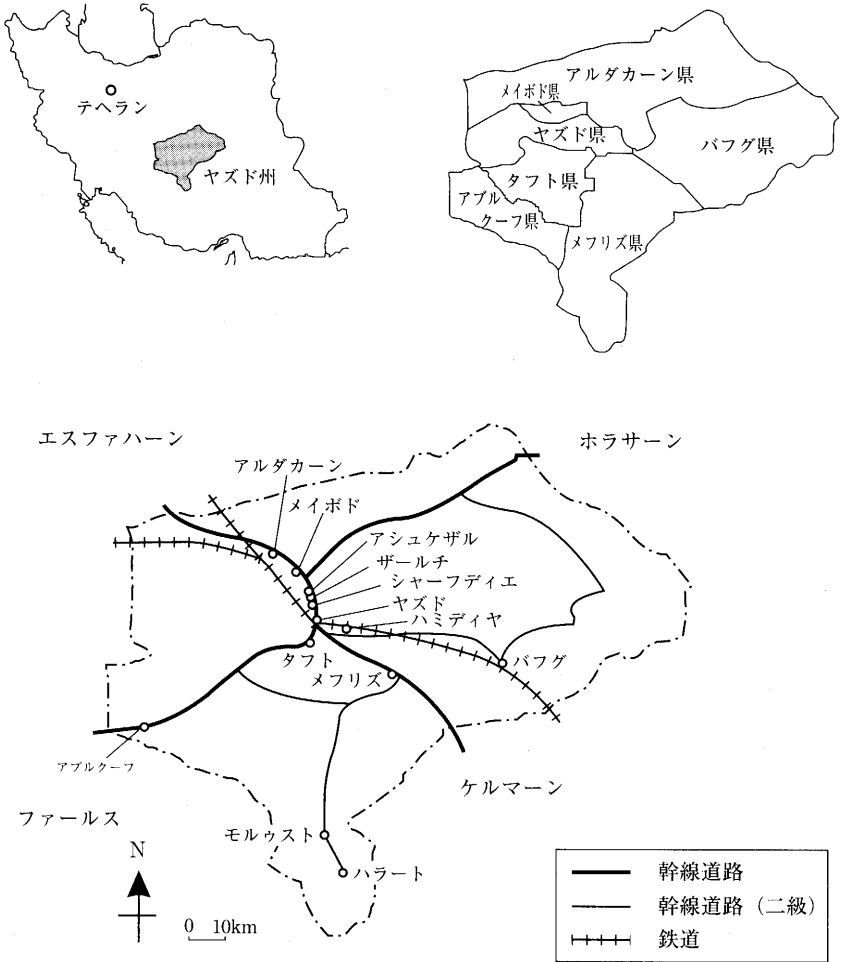 テヘラン
ヤズド州
アルダカーン県
メイボド県
ヤズド県
バフグ県
タフト県
アブル
クーフ県
メフリズ県
エスファハーン
ホラサーン
アルダカーン
メイボド
アシュケザル
ザールチ
シャーフディエ
ヤズド
ハミディヤ
タフト
バフグ
メフリズ
アブルクーフ
ケルマーン
ファールス
モルゥスト
ハラート
N
0 10km
幹線道路
幹線道路（二級）
鉄道